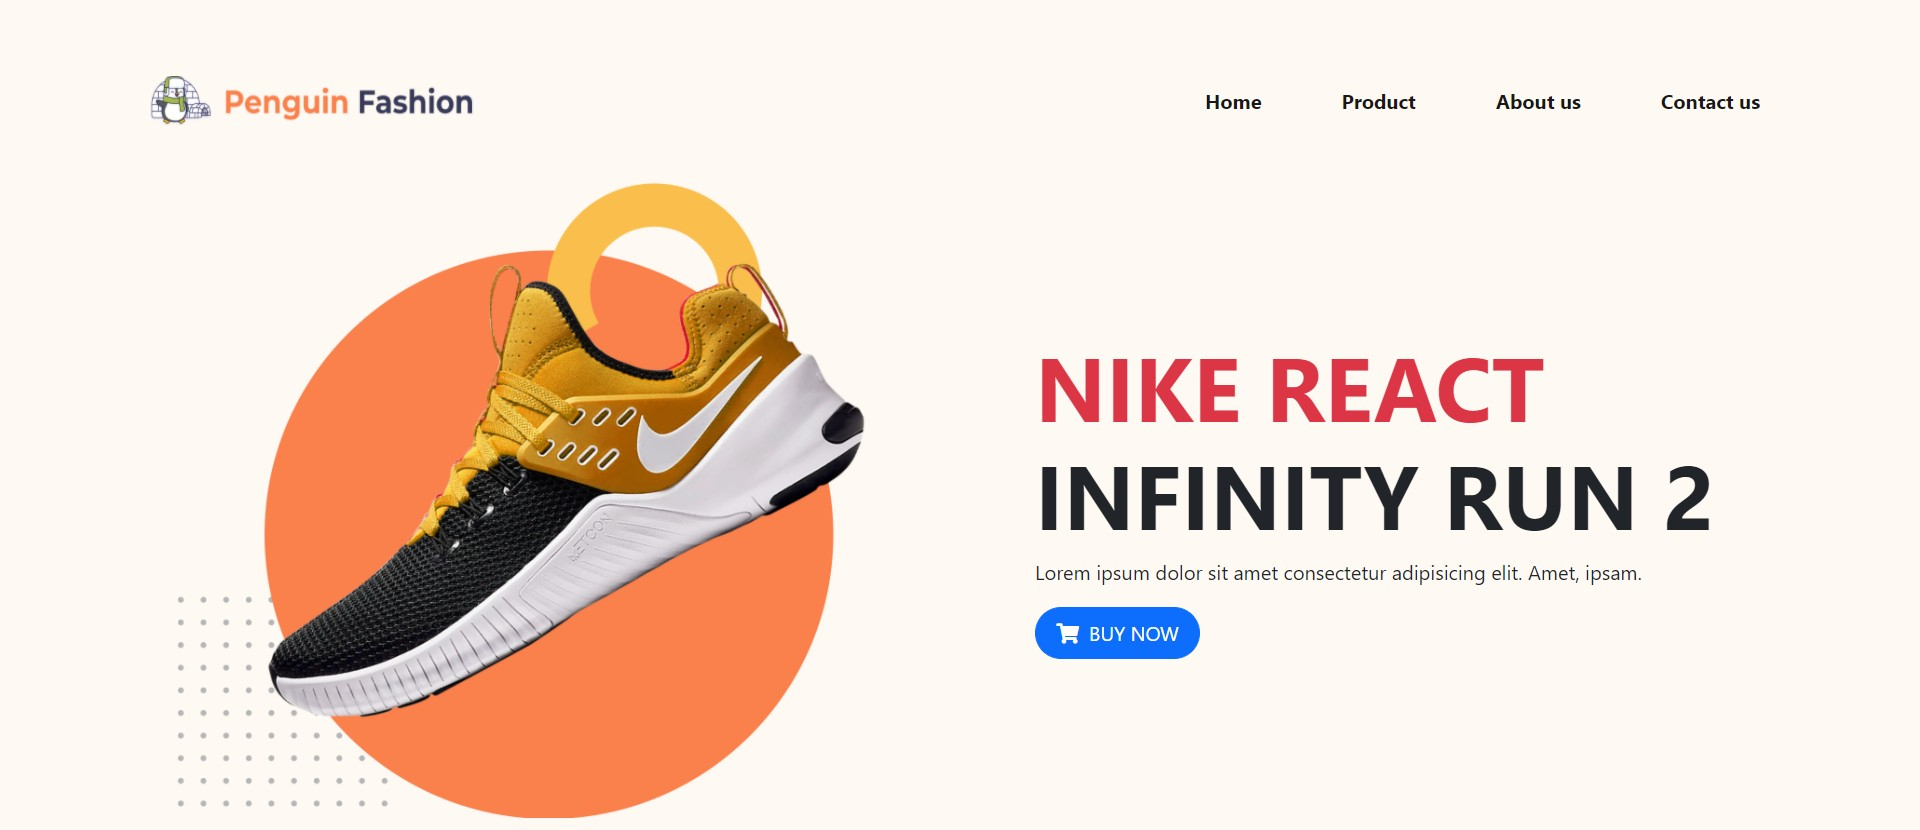 Penguin Fashion
Home
Product
About us
Contact us
NIKE REACT
INFINITY RUN 2
Lorem ipsum dolor sit amet consectetur adipisicing elit. Amet, ipsam.
BUY NOW
METCON